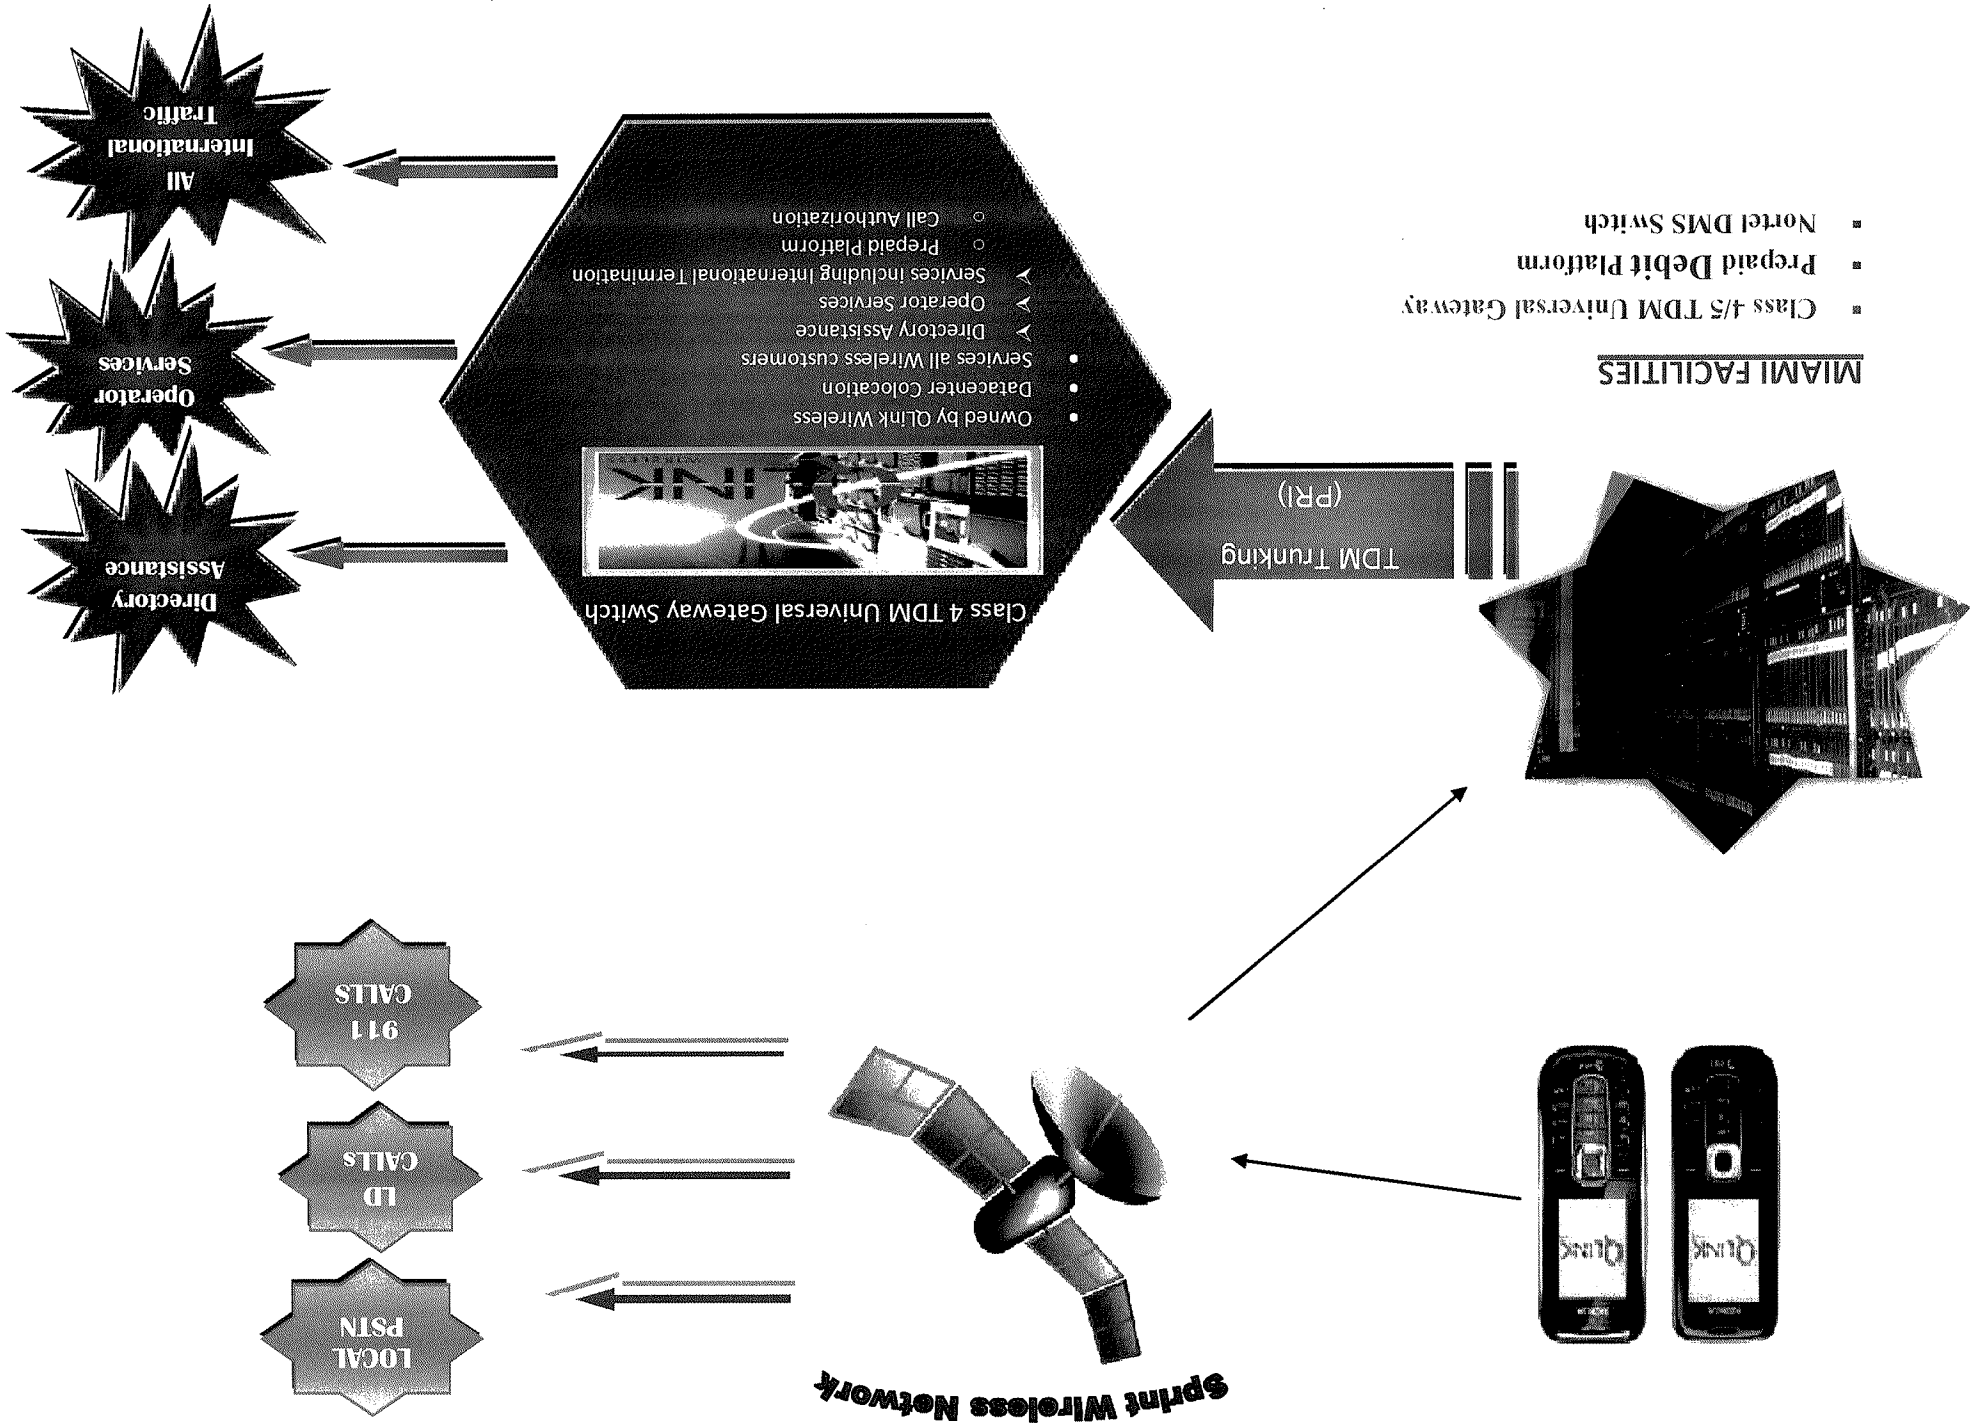 Sprint Wireless Network
QLINK
QLINK
LOCAL
PSTN
LD
CALLs
911
CALLS
Class 4 TDM Universal Gateway Switch
• Owned by QLink Wireless
• Datacenter Colocation
• Services all Wireless customers
➤ Directory Assistance
➤ Operator Services
➤ Services including International Termination
○ Prepaid Platform
○ Call Authorization
TDM Trunking
(PRI)
MIAMI FACILITIES
▪ Class 4/5 TDM Universal Gateway
▪ Prepaid Debit Platform
▪ Nortel DMS Switch
Directory
Assistance
Operator
Services
All
International
Traffic